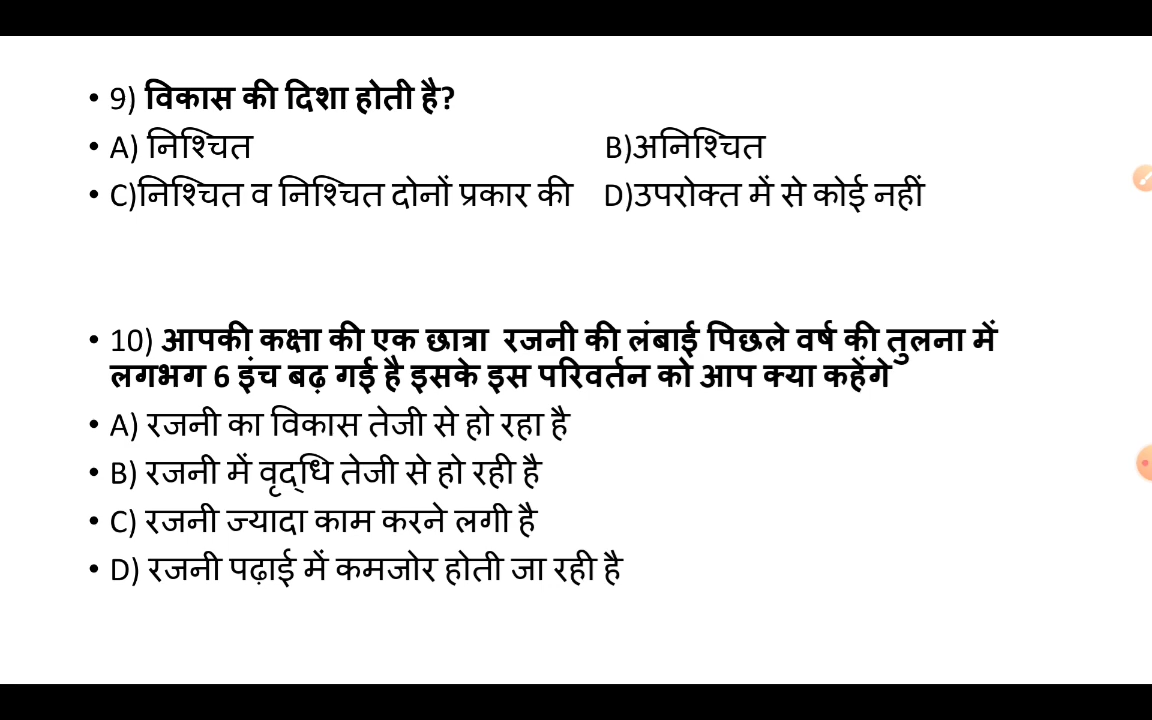 • 9) विकास की दिशा होती है?
• A) निश्चित B)अनिश्चित
• C)निश्चित व निश्चित दोनों प्रकार की D)उपरोक्त में से कोई नहीं
• 10) आपकी कक्षा की एक छात्रा रजनी की लंबाई पिछले वर्ष की तुलना में
लगभग 6 इंच बढ़ गई है इसके इस परिवर्तन को आप क्या कहेंगे
• A) रजनी का विकास तेजी से हो रहा है
• B) रजनी में वृद्धि तेजी से हो रही है
• C) रजनी ज्यादा काम करने लगी है
• D) रजनी पढ़ाई में कमजोर होती जा रही है